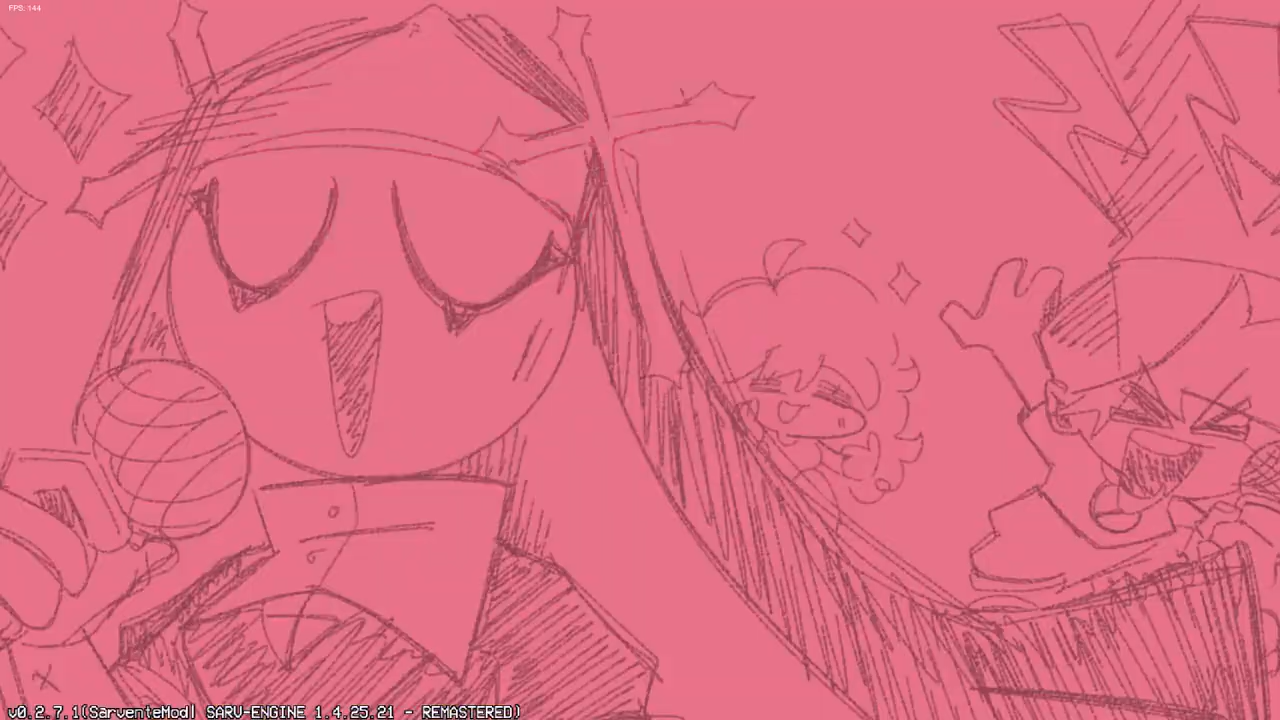 FPS: 144
v0.2.7.1(SarventeMod| SARV-ENGINE 1.4.25.21 - REMASTERED)